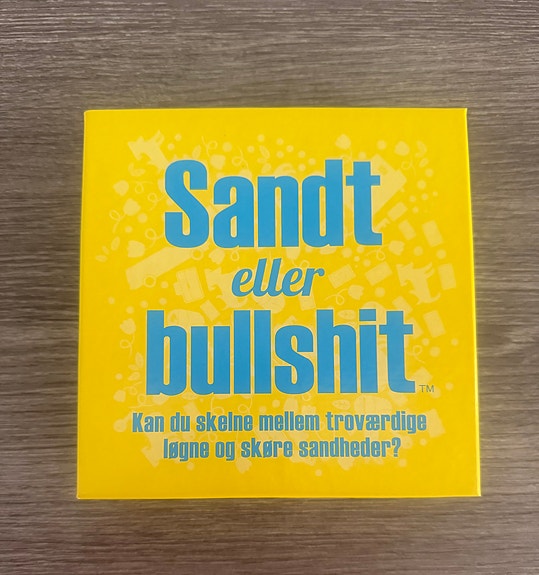 Sandt
eller
bullshit™
Kan du skelne mellem troværdige
løgne og skøre sandheder?